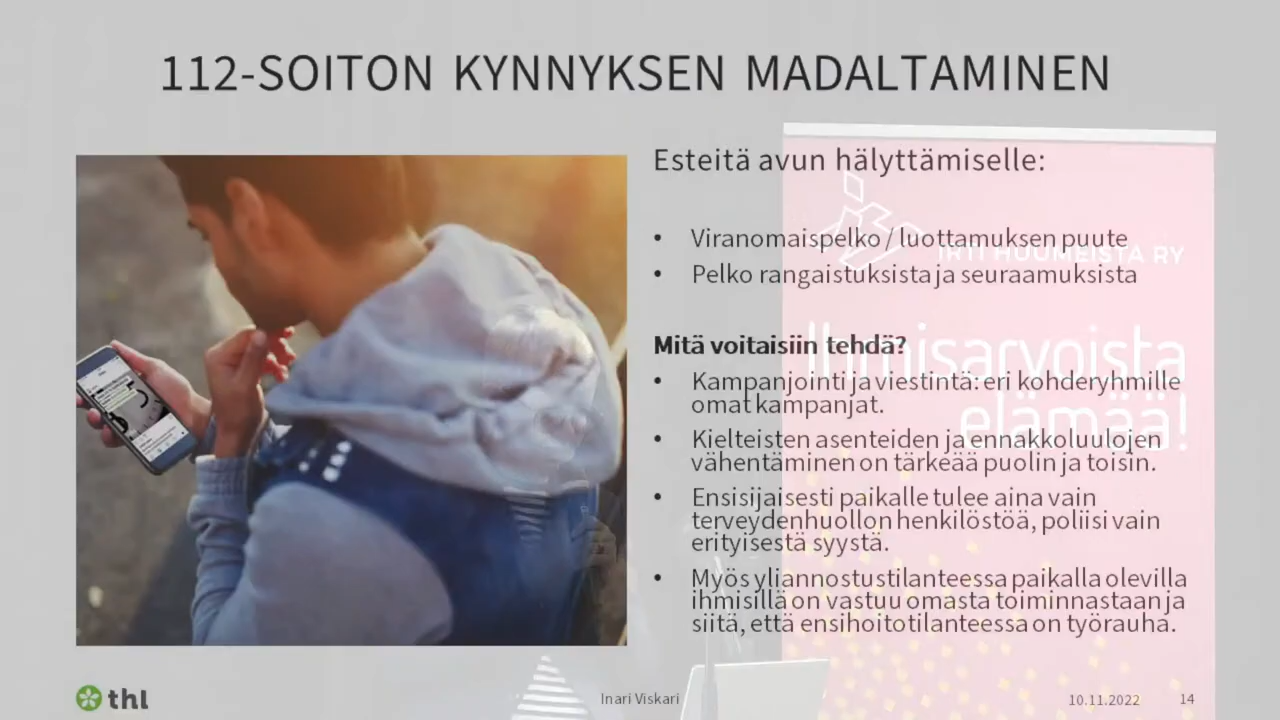 112-SOITON KYNNYKSEN MADALTAMINEN
Esteitä avun hälyttämiselle:
• Viranomaispelko / luottamuksen puute
• Pelko rangaistuksista ja seuraamuksista
Mitä voitaisiin tehdä?
• Kampanjointi ja viestintä: eri kohderyhmille
omat kampanjat.
• Kielteisten asenteiden ja ennakkoluulojen
vähentäminen on tärkeää puolin ja toisin.
• Ensisijaisesti paikalle tulee aina vain
terveydenhuollon henkilöstöä, poliisi vain
erityisestä syystä.
• Myös yliannostustilanteessa paikalla olevilla
ihmisillä on vastuu omasta toiminnastaan ja
siitä, että ensihoitotilanteessa on työrauha.
IRTI HUUMEISTA RY
Ihmisarvoista
elämää!
thl
Inari Viskari
10.11.2022
14